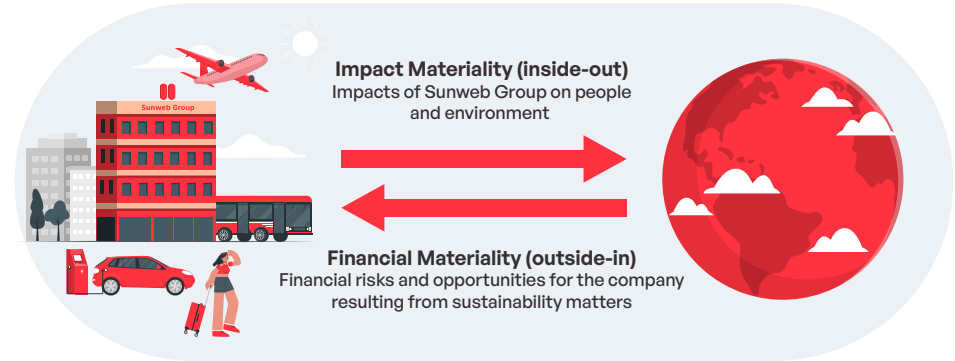 Sunweb Group
Impact Materiality (inside-out)
Impacts of Sunweb Group on people
and environment
Financial Materiality (outside-in)
Financial risks and opportunities for the company
resulting from sustainability matters